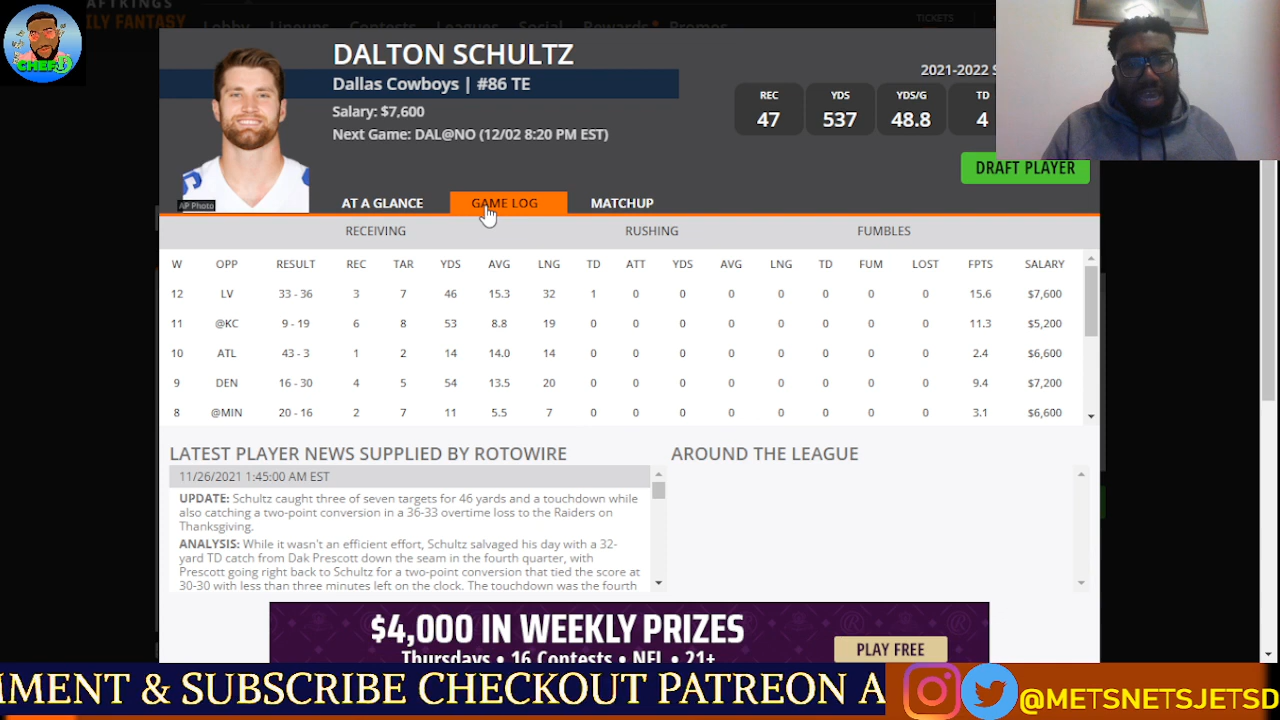 AFTKINGS
ILY FANTASY
Lobby Lineups Contests Leagues Social Rewards Promos
TICKETS
CHEF
DALTON SCHULTZ
Dallas Cowboys | #86 TE
Salary: $7,600
Next Game: DAL@NO (12/02 8:20 PM EST)
2021-2022 S
REC YDS YDS/G TD
47 537 48.8 4
DRAFT PLAYER
AP Photo
AT A GLANCE GAME LOG MATCHUP
RECEIVING RUSHING FUMBLES
W OPP RESULT REC TAR YDS AVG LNG TD ATT YDS AVG LNG TD FUM LOST FPTS SALARY
12 LV 33 - 36 3 7 46 15.3 32 1 0 0 0 0 0 0 0 15.6 $7,600
11 @KC 9 - 19 6 8 53 8.8 19 0 0 0 0 0 0 0 0 11.3 $5,200
10 ATL 43 - 3 1 2 14 14.0 14 0 0 0 0 0 0 0 0 2.4 $6,600
9 DEN 16 - 30 4 5 54 13.5 20 0 0 0 0 0 0 0 0 9.4 $7,200
8 @MIN 20 - 16 2 7 11 5.5 7 0 0 0 0 0 0 0 0 3.1 $6,600
LATEST PLAYER NEWS SUPPLIED BY ROTOWIRE
AROUND THE LEAGUE
11/26/2021 1:45:00 AM EST
UPDATE: Schultz caught three of seven targets for 46 yards and a touchdown while
also catching a two-point conversion in a 36-33 overtime loss to the Raiders on
Thanksgiving.
ANALYSIS: While it wasn't an efficient effort, Schultz salvaged his day with a 32-
yard TD catch from Dak Prescott down the seam in the fourth quarter, with
Prescott going right back to Schultz for a two-point conversion that tied the score at
30-30 with less than three minutes left on the clock. The touchdown was the fourth
$4,000 IN WEEKLY PRIZES
Thursdays • 16 Contests • NFL • 21+
PLAY FREE
MMENT & SUBSCRIBE CHECKOUT PATREON A
@METSNETSJETSD